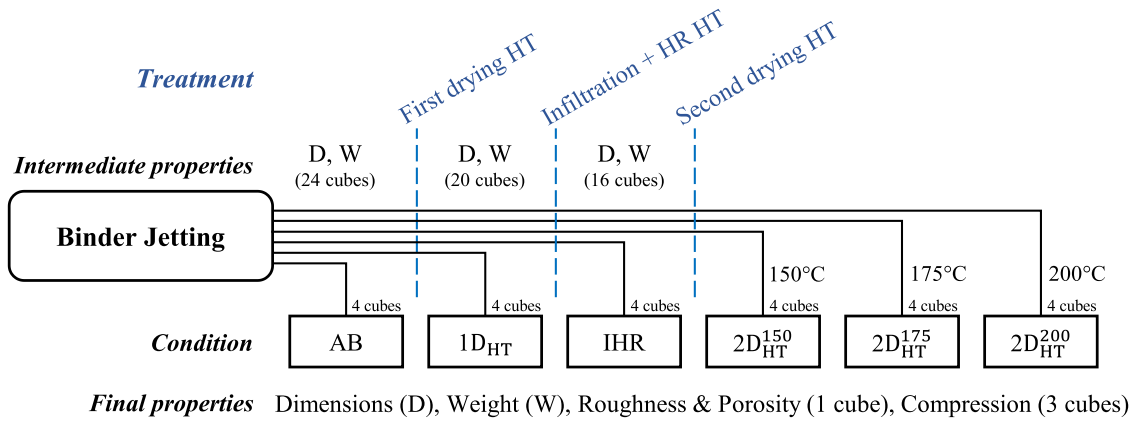 First drying HT
Infiltration + HR HT
Second drying HT
Treatment
Intermediate properties
D, W
(24 cubes)
D, W
(20 cubes)
D, W
(16 cubes)
Binder Jetting
150°C
175°C
200°C
4 cubes
4 cubes
4 cubes
4 cubes
4 cubes
4 cubes
Condition
AB
1D_HT
IHR
2D_HT^150
2D_HT^175
2D_HT^200
Final properties
Dimensions (D), Weight (W), Roughness & Porosity (1 cube), Compression (3 cubes)